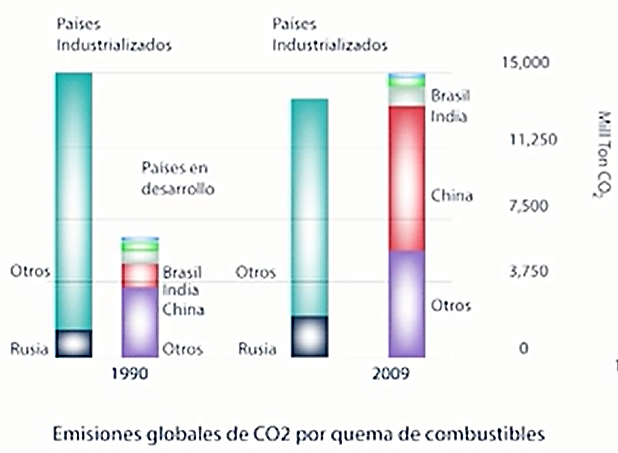 Países
Industrializados
Países
Industrializados
15,000
Brasil
India
11,250
Mill Ton CO2
Países en
desarrollo
China
7,500
Otros
Brasil
India
China
Otros
3,750
Otros
Rusia
Otros
Rusia
0
1990
2009
Emisiones globales de CO2 por quema de combustibles